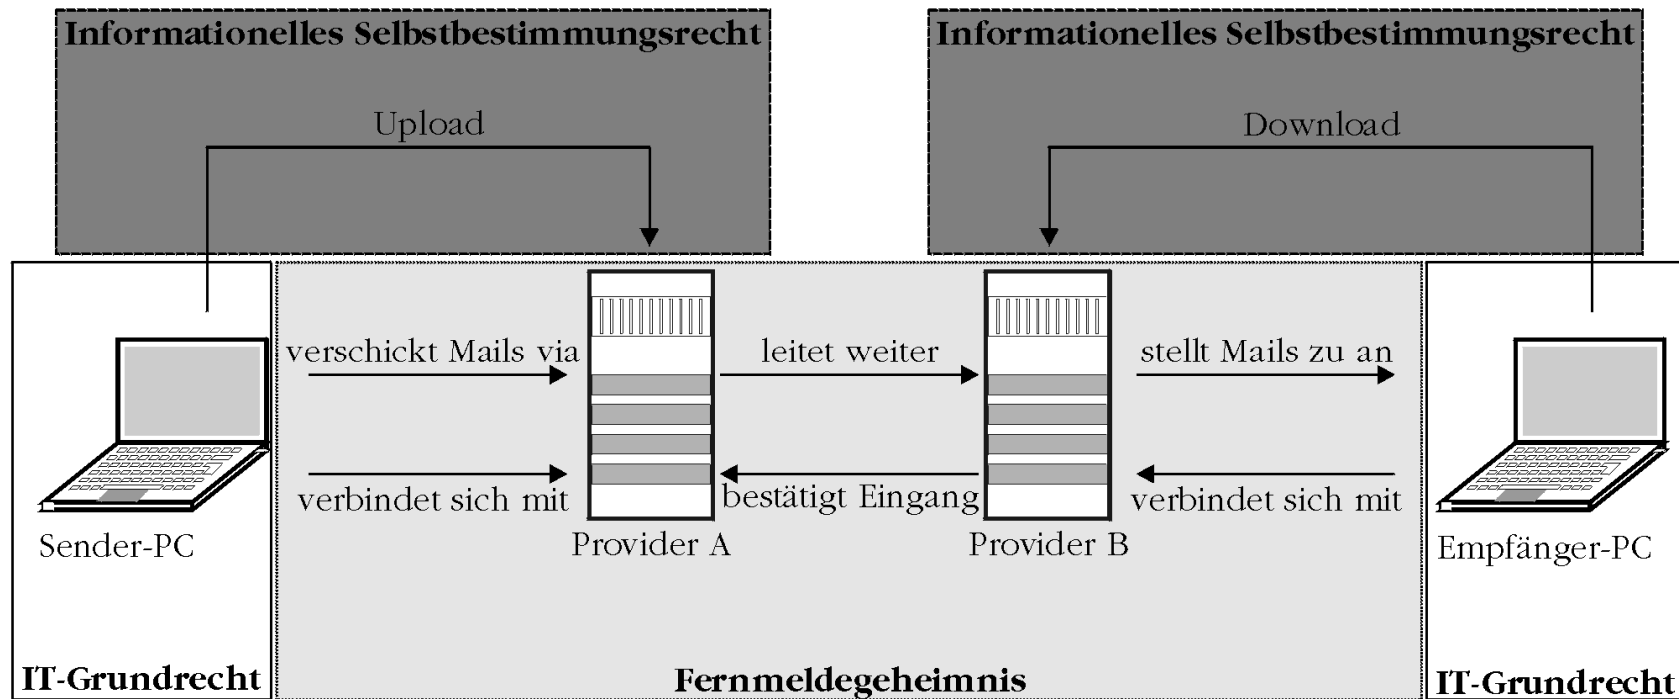 Informationelles Selbstbestimmungsrecht
Informationelles Selbstbestimmungsrecht
Upload
Download
verschickt Mails via
leitet weiter
stellt Mails zu an
verbindet sich mit
bestätigt Eingang
verbindet sich mit
Sender-PC
Provider A
Provider B
Empfänger-PC
IT-Grundrecht
Fernmeldegeheimnis
IT-Grundrecht